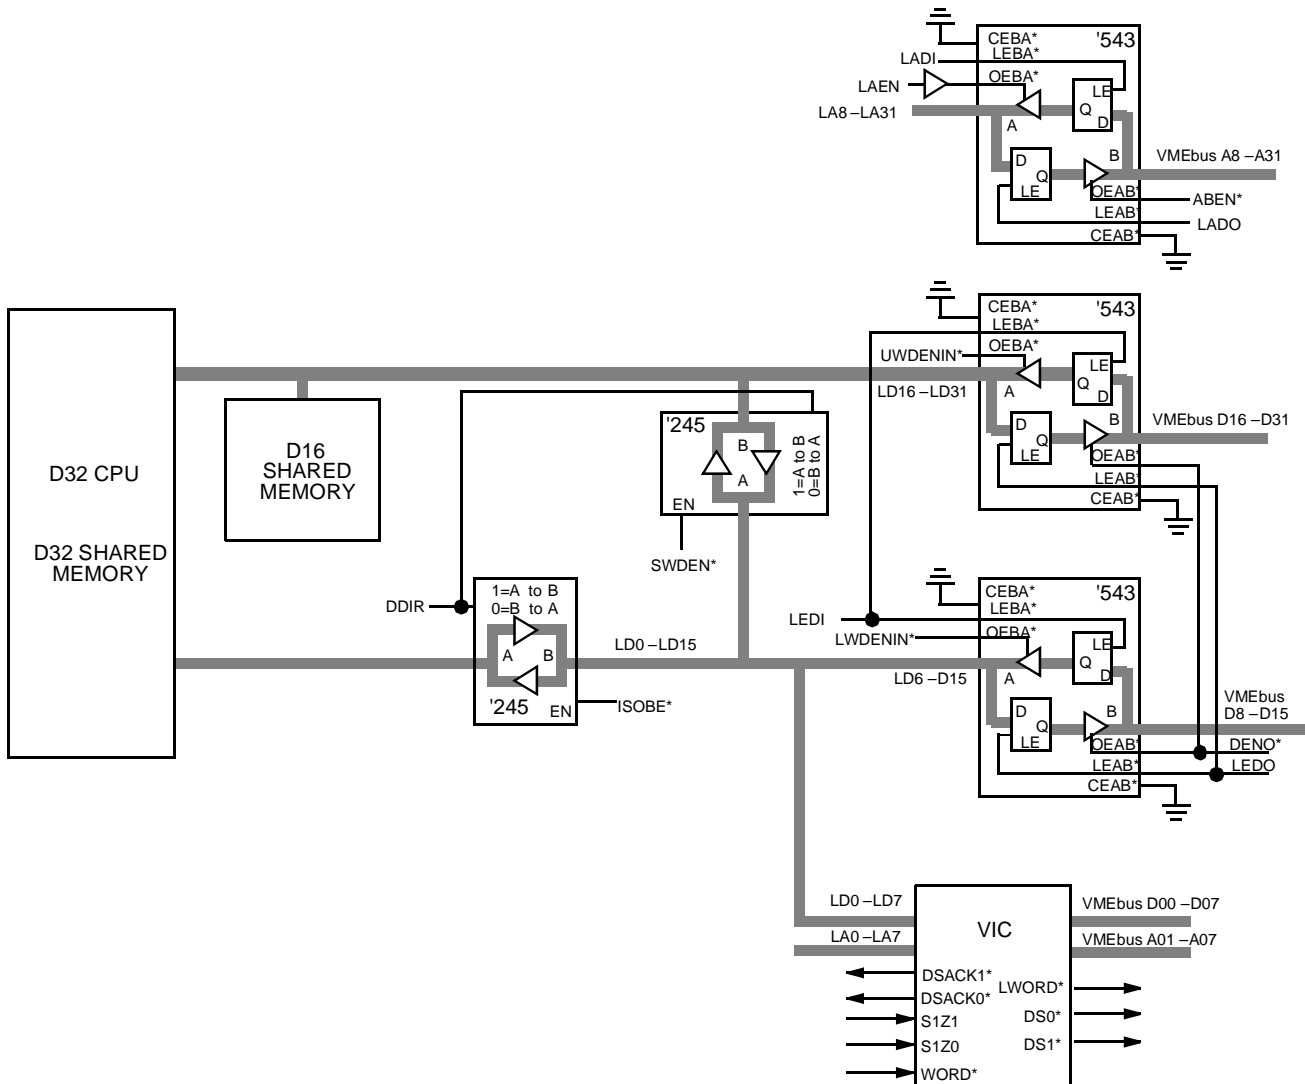 CEBA*
'543
LEBA*
LADI
OEBA*
LAEN
LE
Q
D
LA8 –LA31
A
B
D
Q
LE
VMEbus A8 –A31
OEAB*
ABEN*
LEAB*
LADO
CEAB*
CEBA*
'543
LEBA*
OEBA*
UWDENIN*
LE
Q
D
LD16 –LD31
A
B
D
Q
LE
VMEbus D16 –D31
OEAB*
LEAB*
CEAB*
D32 CPU
D32 SHARED
MEMORY
D16
SHARED
MEMORY
'245
B
A
1=A to B
0=B to A
EN
SWDEN*
DDIR
1=A to B
0=B to A
A
B
'245
EN
ISOBE*
LD0 –LD15
CEBA*
'543
LEBA*
LEDI
OEBA*
LWDENIN*
LE
Q
D
LD6 –D15
A
B
D
Q
LE
VMEbus
D8 –D15
OEAB*
DENO*
LEAB*
LEDO
CEAB*
LD0 –LD7
VIC
VMEbus D00 –D07
LA0 –LA7
VMEbus A01 –A07
DSACK1*
LWORD*
DSACK0*
DS0*
S1Z1
S1Z0
DS1*
WORD*